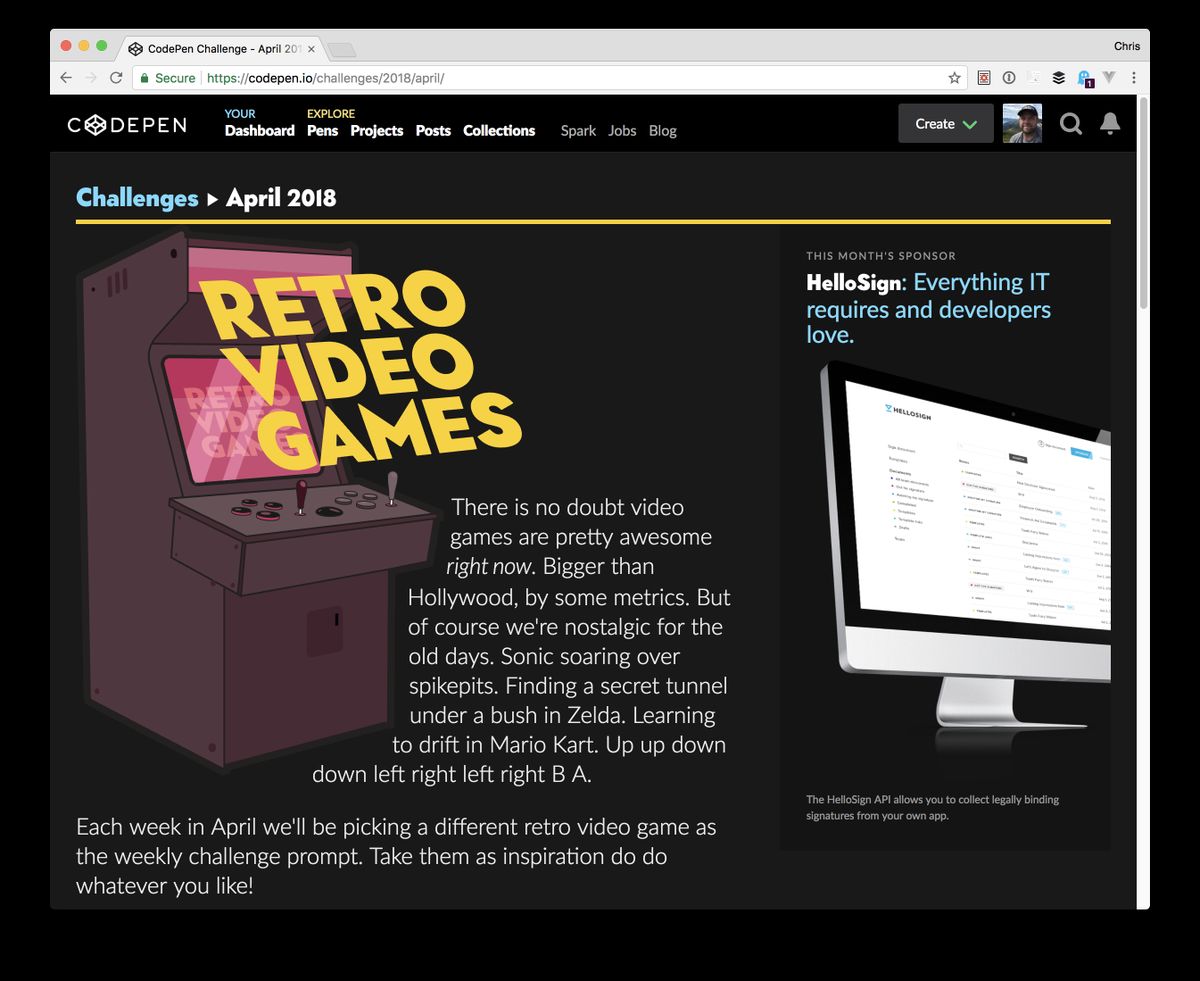 CodePen Challenge - April 201
Chris
Secure
https://codepen.io/challenges/2018/april/
1
CODEPEN
YOUR
Dashboard
EXPLORE
Pens Projects Posts Collections
Spark Jobs Blog
Create
Challenges ▸ April 2018
RETRO
VIDEO
GAMES
RETRO
VIDEO
GAME
There is no doubt video
games are pretty awesome
right now. Bigger than
Hollywood, by some metrics. But
of course we're nostalgic for the
old days. Sonic soaring over
spikepits. Finding a secret tunnel
under a bush in Zelda. Learning
to drift in Mario Kart. Up up down
down left right left right B A.
Each week in April we'll be picking a different retro video game as
the weekly challenge prompt. Take them as inspiration do do
whatever you like!
THIS MONTH'S SPONSOR
HelloSign: Everything IT
requires and developers
love.
HELLOSIGN
The HelloSign API allows you to collect legally binding
signatures from your own app.